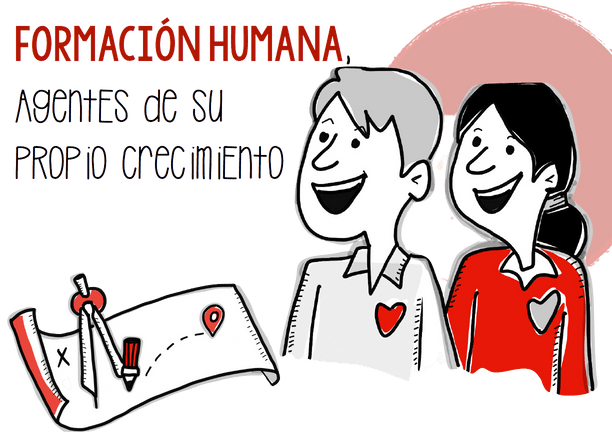 FORMACIÓN HUMANA,
AgentES de su
PROPIO CRECIMIENTO
X